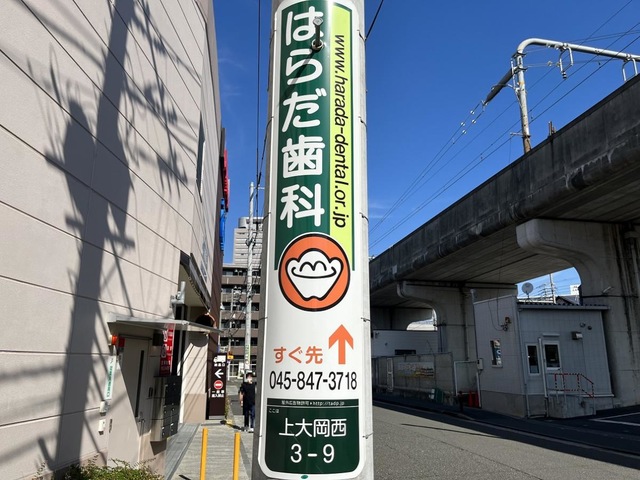 はらだ歯科
www.harada-dental.or.jp
すぐ先
045-847-3718
ここは
上大岡西
3-9